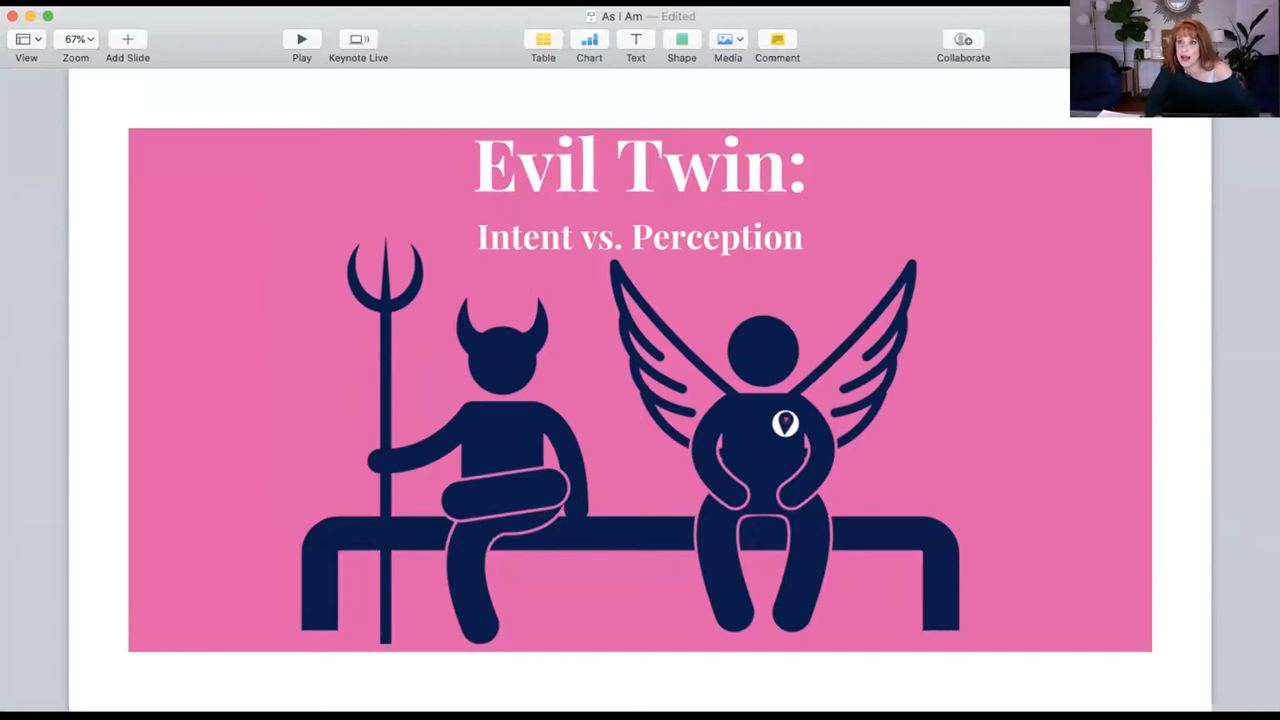 As I Am — Edited
67%
View
Zoom
Add Slide
Play
Keynote Live
Table
Chart
Text
Shape
Media
Comment
Collaborate
Evil Twin:
Intent vs. Perception